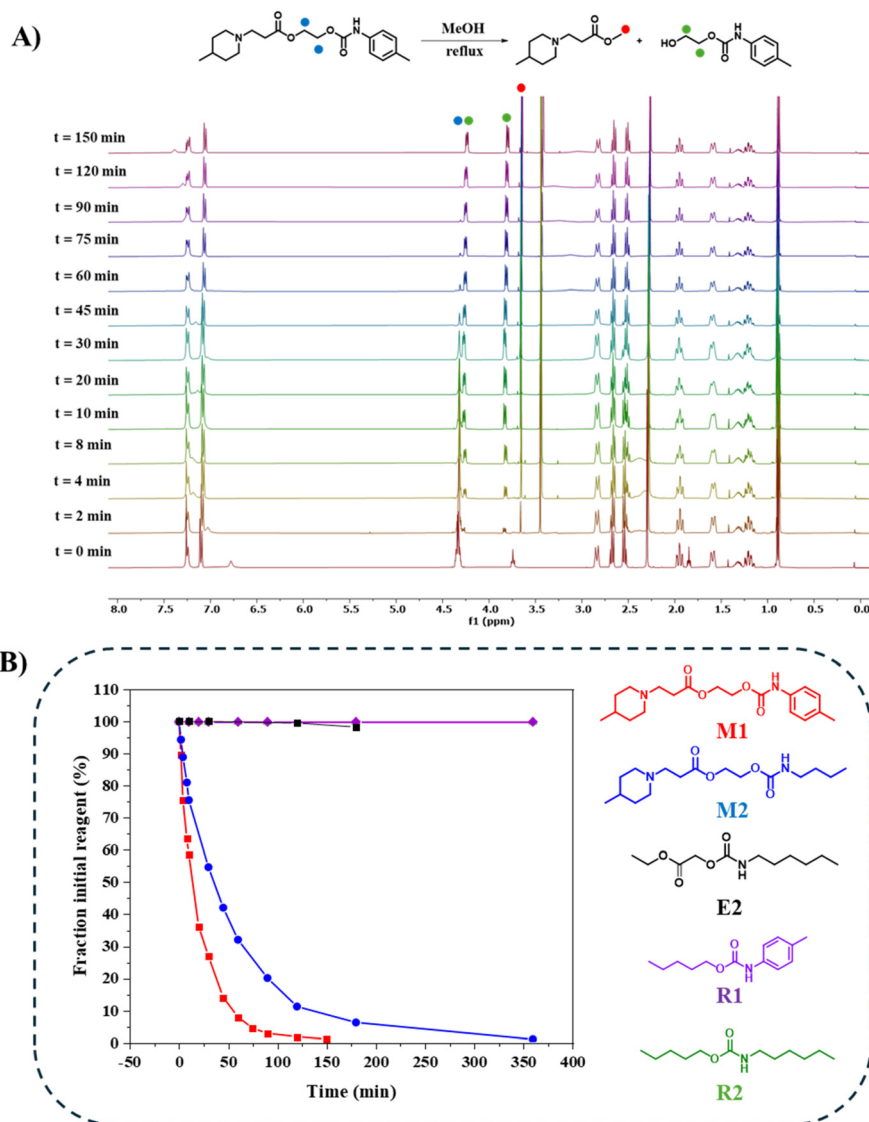 A)
MeOH
reflux
+
t = 150 min
t = 120 min
t = 90 min
t = 75 min
t = 60 min
t = 45 min
t = 30 min
t = 20 min
t = 10 min
t = 8 min
t = 4 min
t = 2 min
t = 0 min
8.0 7.5 7.0 6.5 6.0 5.5 5.0 4.5 4.0 3.5 3.0 2.5 2.0 1.5 1.0 0.5 0.0
f1 (ppm)
B)
Fraction initial reagent (%)
110
100
90
80
70
60
50
40
30
20
10
0
-50 0 50 100 150 200 250 300 350 400
Time (min)
N O O O O H N
M1
N O O O O H N
M2
O O O O N H
E2
O O N H
R1
O O N H
R2